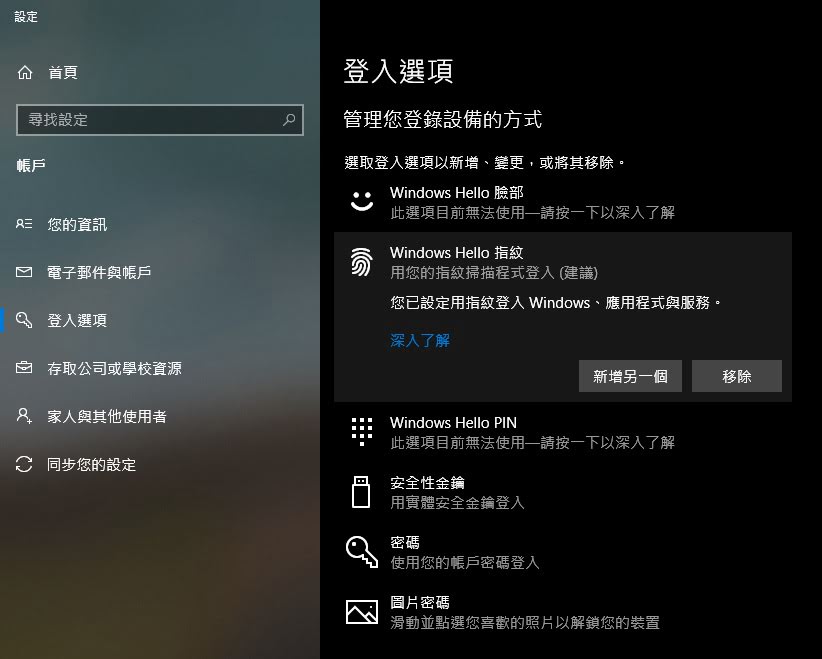 設定
首頁
尋找設定
帳戶
您的資訊
電子郵件與帳戶
登入選項
存取公司或學校資源
家人與其他使用者
同步您的設定
登入選項
管理您登錄設備的方式
選取登入選項以新增、變更，或將其移除。
Windows Hello 臉部
此選項目前無法使用—請按一下以深入了解
Windows Hello 指紋
用您的指紋掃描程式登入 (建議)
您已設定用指紋登入 Windows、應用程式與服務。
深入了解
新增另一個
移除
Windows Hello PIN
此選項目前無法使用—請按一下以深入了解
安全性金鑰
用實體安全金鑰登入
密碼
使用您的帳戶密碼登入
圖片密碼
滑動並點選您喜歡的照片以解鎖您的裝置